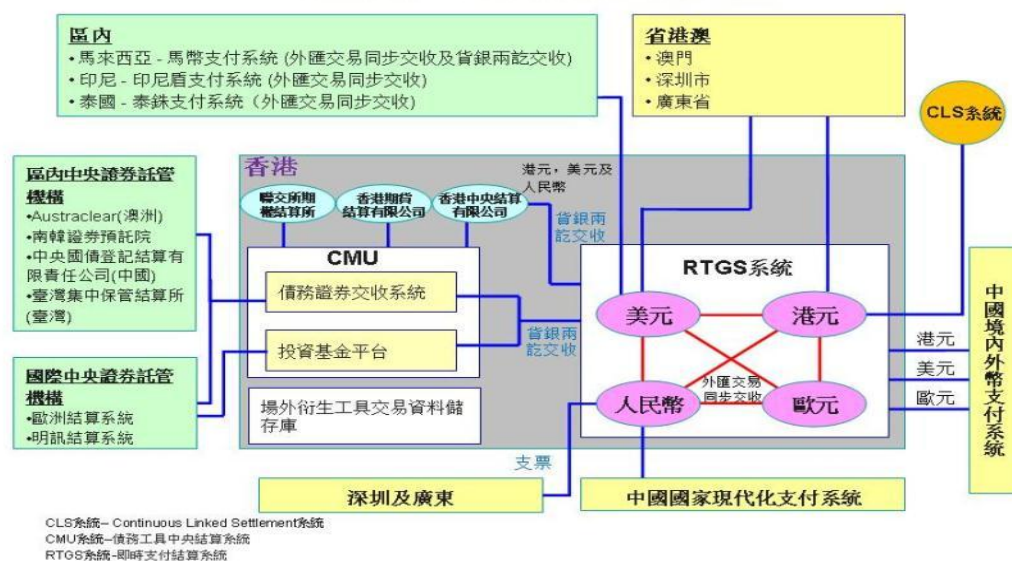 區內
• 馬來西亞 - 馬幣支付系統 (外匯交易同步交收及貨銀兩訖交收)
• 印尼 - 印尼盾支付系統 (外匯交易同步交收)
• 泰國 - 泰銖支付系統（外匯交易同步交收）
省港澳
• 澳門
• 深圳市
• 廣東省
CLS系統
區內中央證券託管
機構
•Austraclear(澳洲)
•南韓證券預託院
•中央國債登記結算有
限責任公司(中國)
•臺灣集中保管結算所
(臺灣)
國際中央證券託管
機構
•歐洲結算系統
•明訊結算系統
香港
聯交所期
權結算所
香港期貨
結算有限公司
香港中央結算
有限公司
港元，美元及
人民幣
貨銀兩
訖交收
CMU
債務證券交收系統
投資基金平台
貨銀兩
訖交收
場外衍生工具交易資料儲
存庫
RTGS系統
美元
港元
外匯交易
同步交收
人民幣
歐元
港元
美元
歐元
中國境內外幣支付系統
支票
深圳及廣東
中國國家現代化支付系統
CLS系統– Continuous Linked Settlement系統
CMU系統–債務工具中央結算系統
RTGS系統-即時支付結算系統